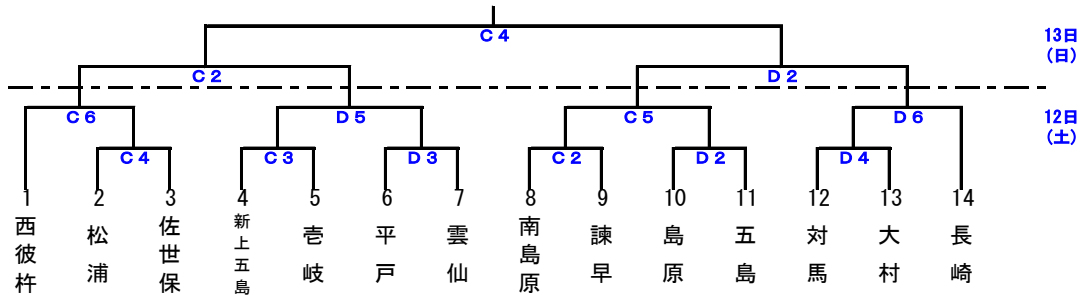 C4
13日
(日)
C2
D2
C6
D5
C5
D6
12日
(土)
C4
C3
D3
C2
D2
D4
1
2
3
4
5
6
7
8
9
10
11
12
13
14
西彼杵
松浦
佐世保
新上五島
壱岐
平戸
雲仙
南島原
諫早
島原
五島
対馬
大村
長崎